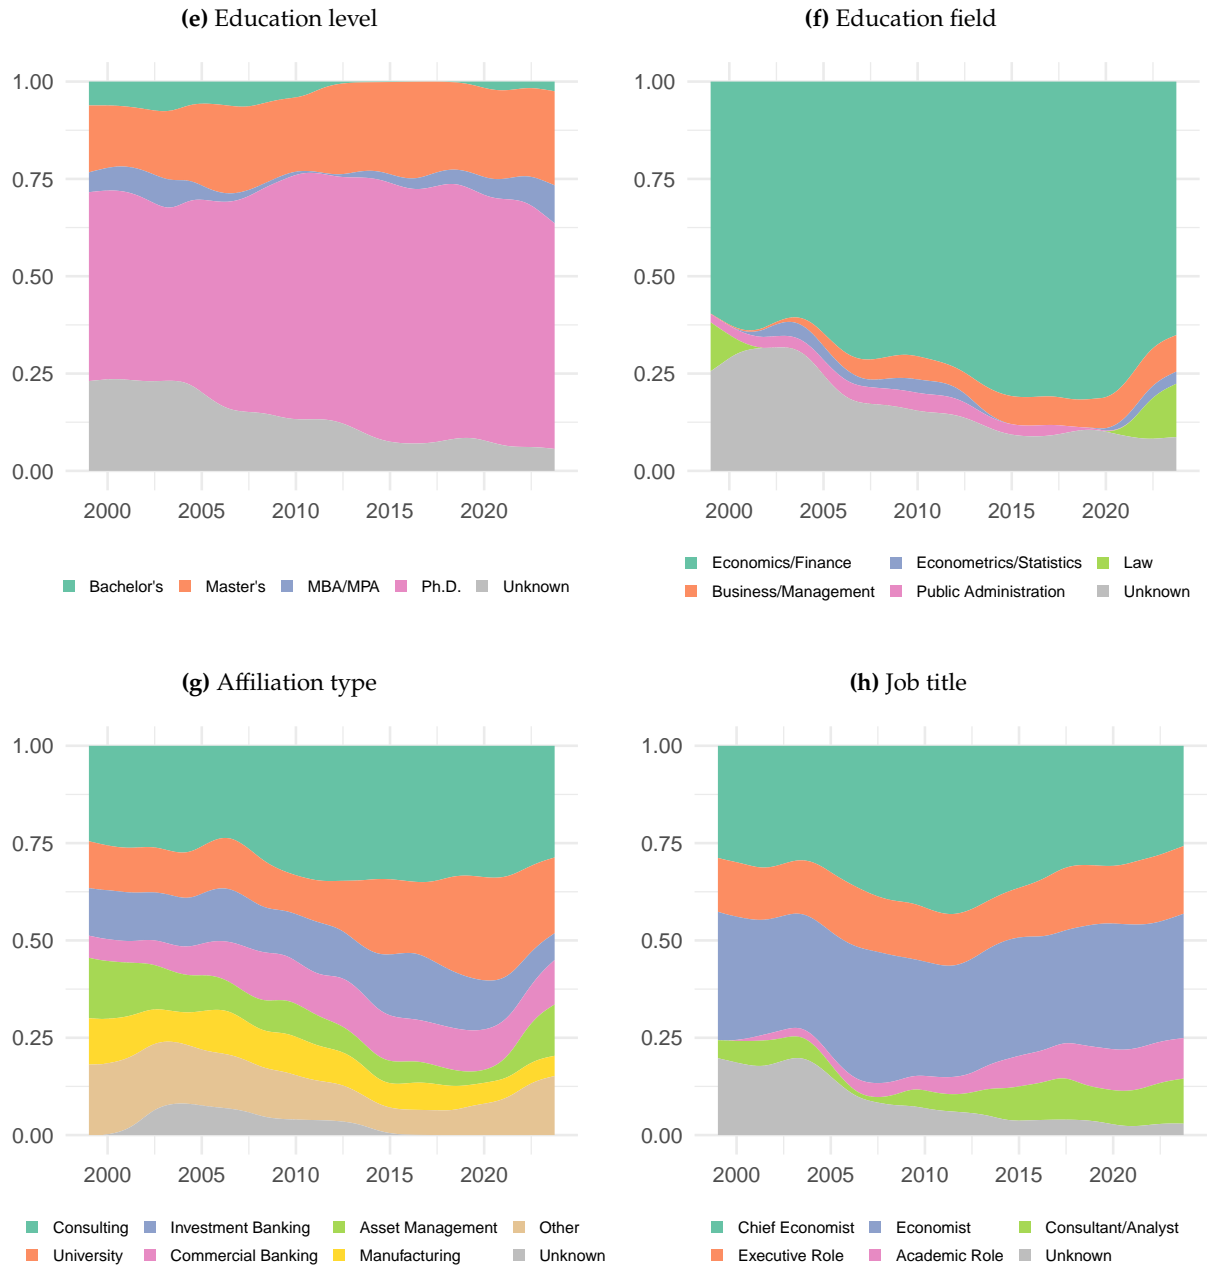 (e) Education level
1.00
0.75
0.50
0.25
0.00
2000 2005 2010 2015 2020
Bachelor's Master's MBA/MPA Ph.D. Unknown
(f) Education field
1.00
0.75
0.50
0.25
0.00
2000 2005 2010 2015 2020
Economics/Finance Econometrics/Statistics Law
Business/Management Public Administration Unknown
(g) Affiliation type
1.00
0.75
0.50
0.25
0.00
2000 2005 2010 2015 2020
Consulting Investment Banking Asset Management Other
University Commercial Banking Manufacturing Unknown
(h) Job title
1.00
0.75
0.50
0.25
0.00
2000 2005 2010 2015 2020
Chief Economist Economist Consultant/Analyst
Executive Role Academic Role Unknown